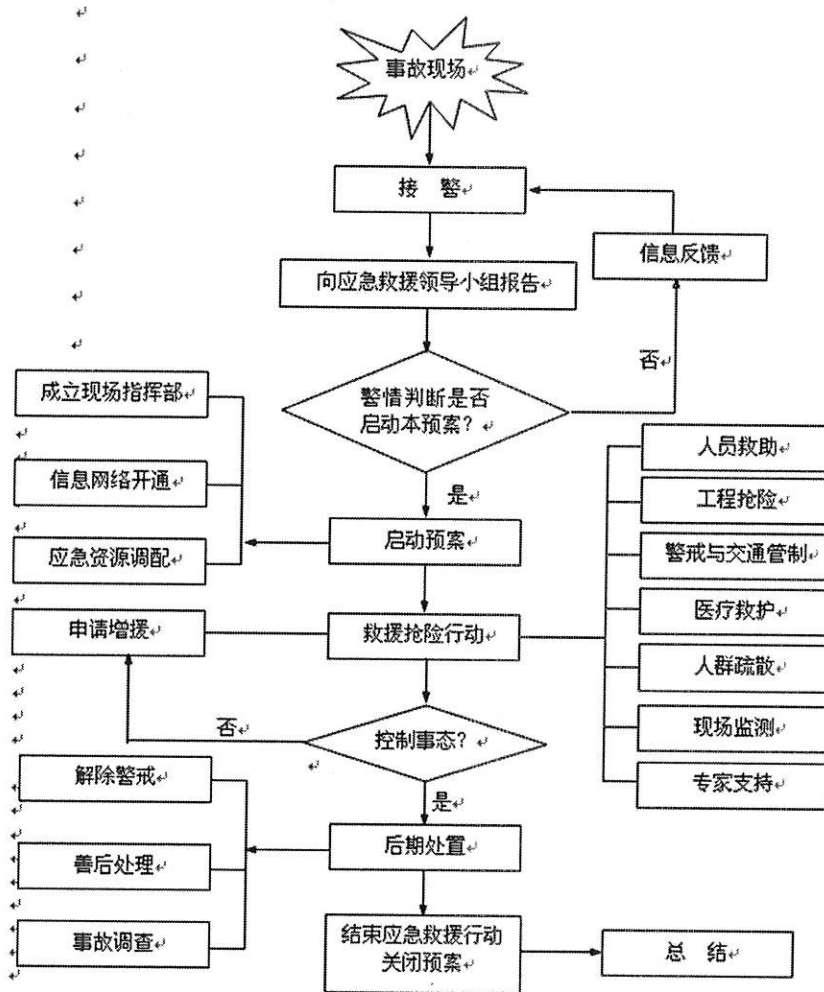 事故现场
接 警
信息反馈
向应急救援领导小组报告
否
警情判断是否
启动本预案?
成立现场指挥部
信息网络开通
应急资源调配
是
启动预案
人员救助
工程抢险
警戒与交通管制
医疗救护
人群疏散
现场监测
专家支持
申请增援
救援抢险行动
否
控制事态?
是
解除警戒
善后处理
事故调查
后期处置
结束应急救援行动
关闭预案
总 结